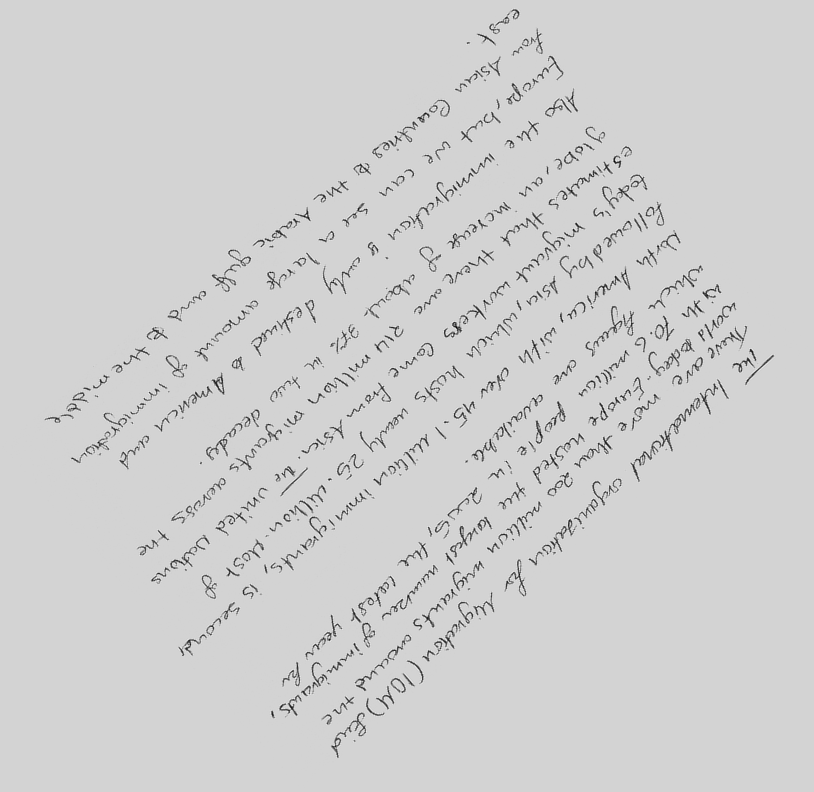 The International organization for Migration (IOM) find
There are more than 200 million migrants around the
world today. Europe hosted the largest number of immigrants,
with 70.6 million people in 2005, the latest year for
which figures are available.
North America, with over 45.1 million immigrants, is second,
followed by Asia, which hosts nearly 25. million. Most of
today's migrant workers come from Asia. The United Nations
estimates that there are 214 million migrants across the
globe, an increase of about 37% in two decades.
Also the immigration is only destined to America and
Europe, but we can see a large amount of immigration
from Asian Countries to the Arabic gulf and to the middle
east.